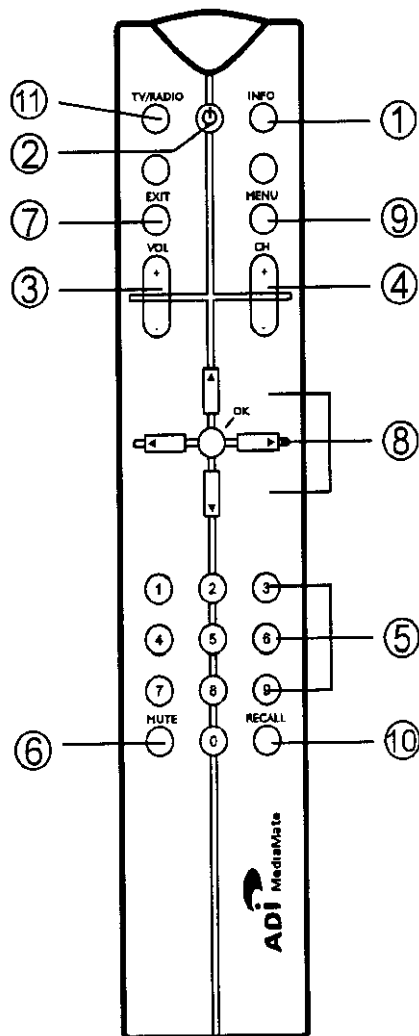 ⑪ TV/RADIO INFO ①
②
⑦ EXIT MENU ⑨
③ VOL CH ④
+ +
- -
▲
OK
◄ ► ⑧
▼
1 2 3
4 5 6 ⑤
7 8 9
⑥ MUTE 0 RECALL ⑩
ADi MediaMate